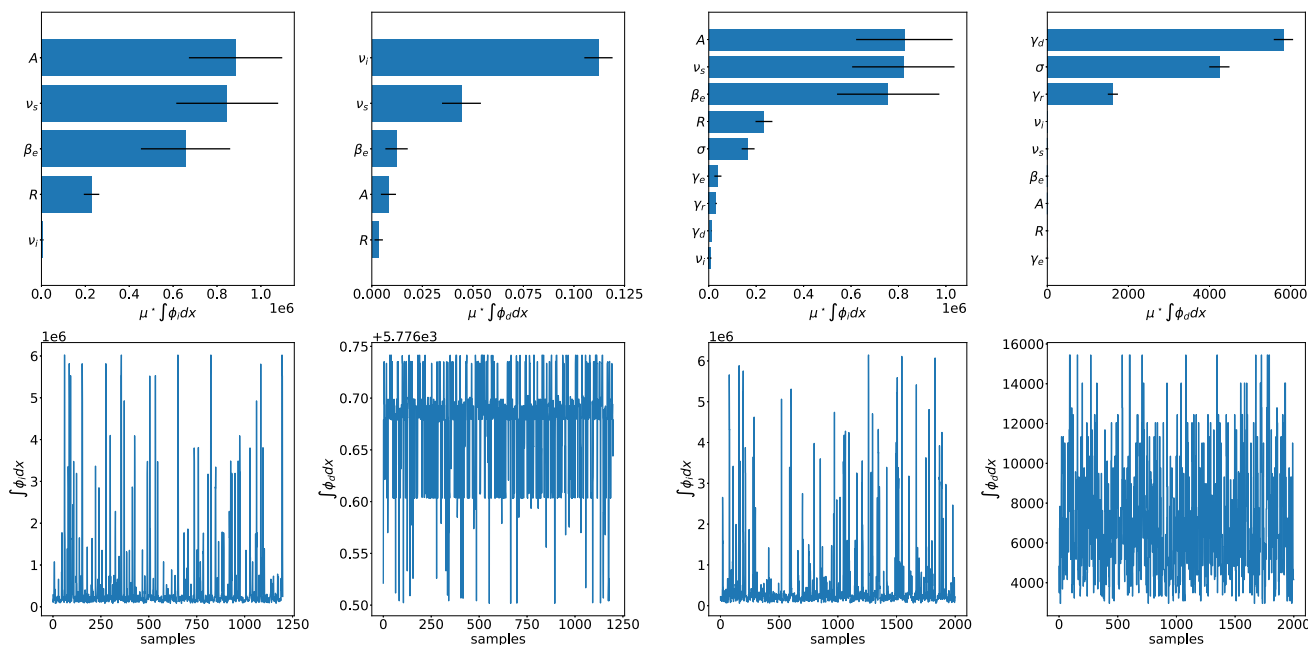 A
ν_s
β_e
R
ν_i
0.0 0.2 0.4 0.6 0.8 1.0
1e6
μ* ∫ϕ_i dx
ν_i
ν_s
β_e
A
R
0.000 0.025 0.050 0.075 0.100 0.125
μ* ∫ϕ_d dx
A
ν_s
β_e
R
σ
γ_e
γ_r
γ_d
ν_i
0.0 0.2 0.4 0.6 0.8 1.0
1e6
μ* ∫ϕ_i dx
γ_d
σ
γ_r
ν_i
ν_s
β_e
A
R
γ_e
0 2000 4000 6000
μ* ∫ϕ_d dx
1e6
6
5
4
3
2
1
0
∫ϕ_i dx
0 250 500 750 1000 1250
samples
+5.776e3
0.75
0.70
0.65
0.60
0.55
0.50
∫ϕ_d dx
0 250 500 750 1000 1250
samples
1e6
6
5
4
3
2
1
0
∫ϕ_i dx
0 500 1000 1500 2000
samples
16000
14000
12000
10000
8000
6000
4000
∫ϕ_d dx
0 500 1000 1500 2000
samples